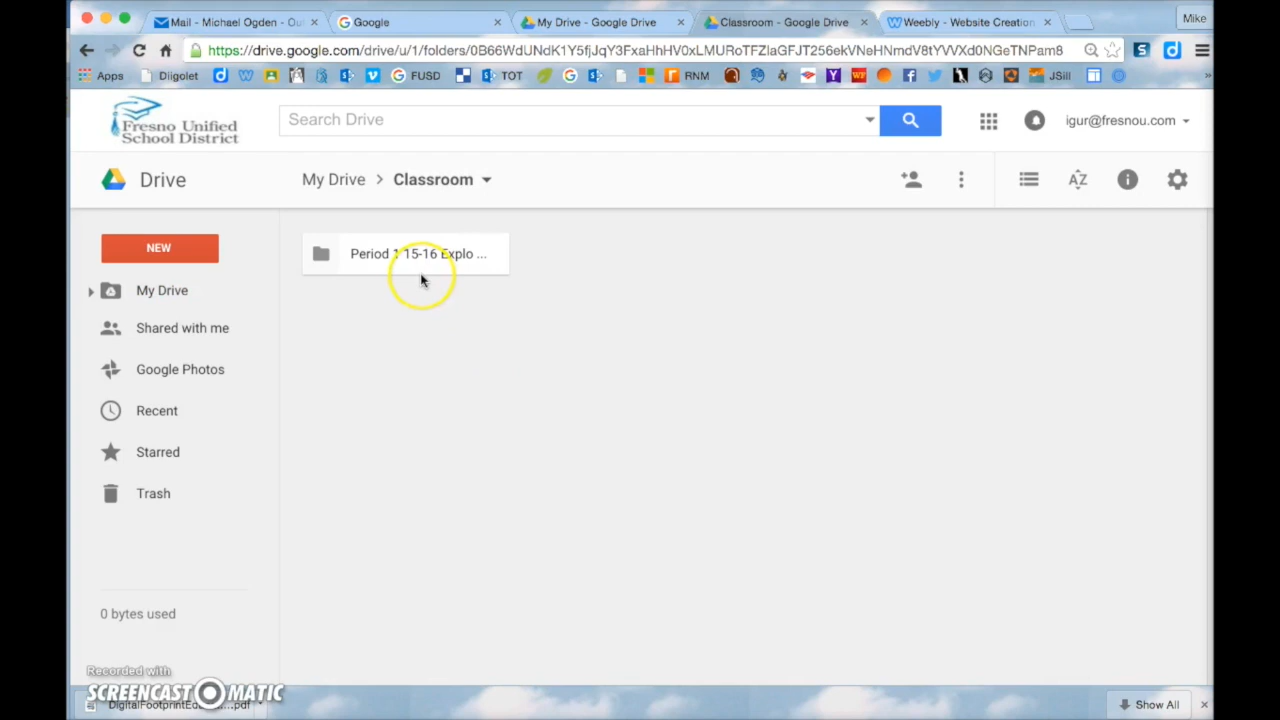 Mail - Michael Ogden - Ou
Google
My Drive - Google Drive
Classroom - Google Drive
Weebly - Website Creation
Mike
https://drive.google.com/drive/u/1/folders/0B66WdUNdK1Y5fjJqY3FxaHhHV0xLMURoTFZlaGFJT256ekVNeHNmdV8tYVVXd0NGeTNPam8
Apps
Diigolet
FUSD
TOT
RNM
JSill
Fresno Unified
School District
Search Drive
igur@fresnou.com
Drive
My Drive > Classroom
NEW
Period 1 15-16 Explo ...
My Drive
Shared with me
Google Photos
Recent
Starred
Trash
0 bytes used
Recorded with
SCREENCAST MATIC
Show All